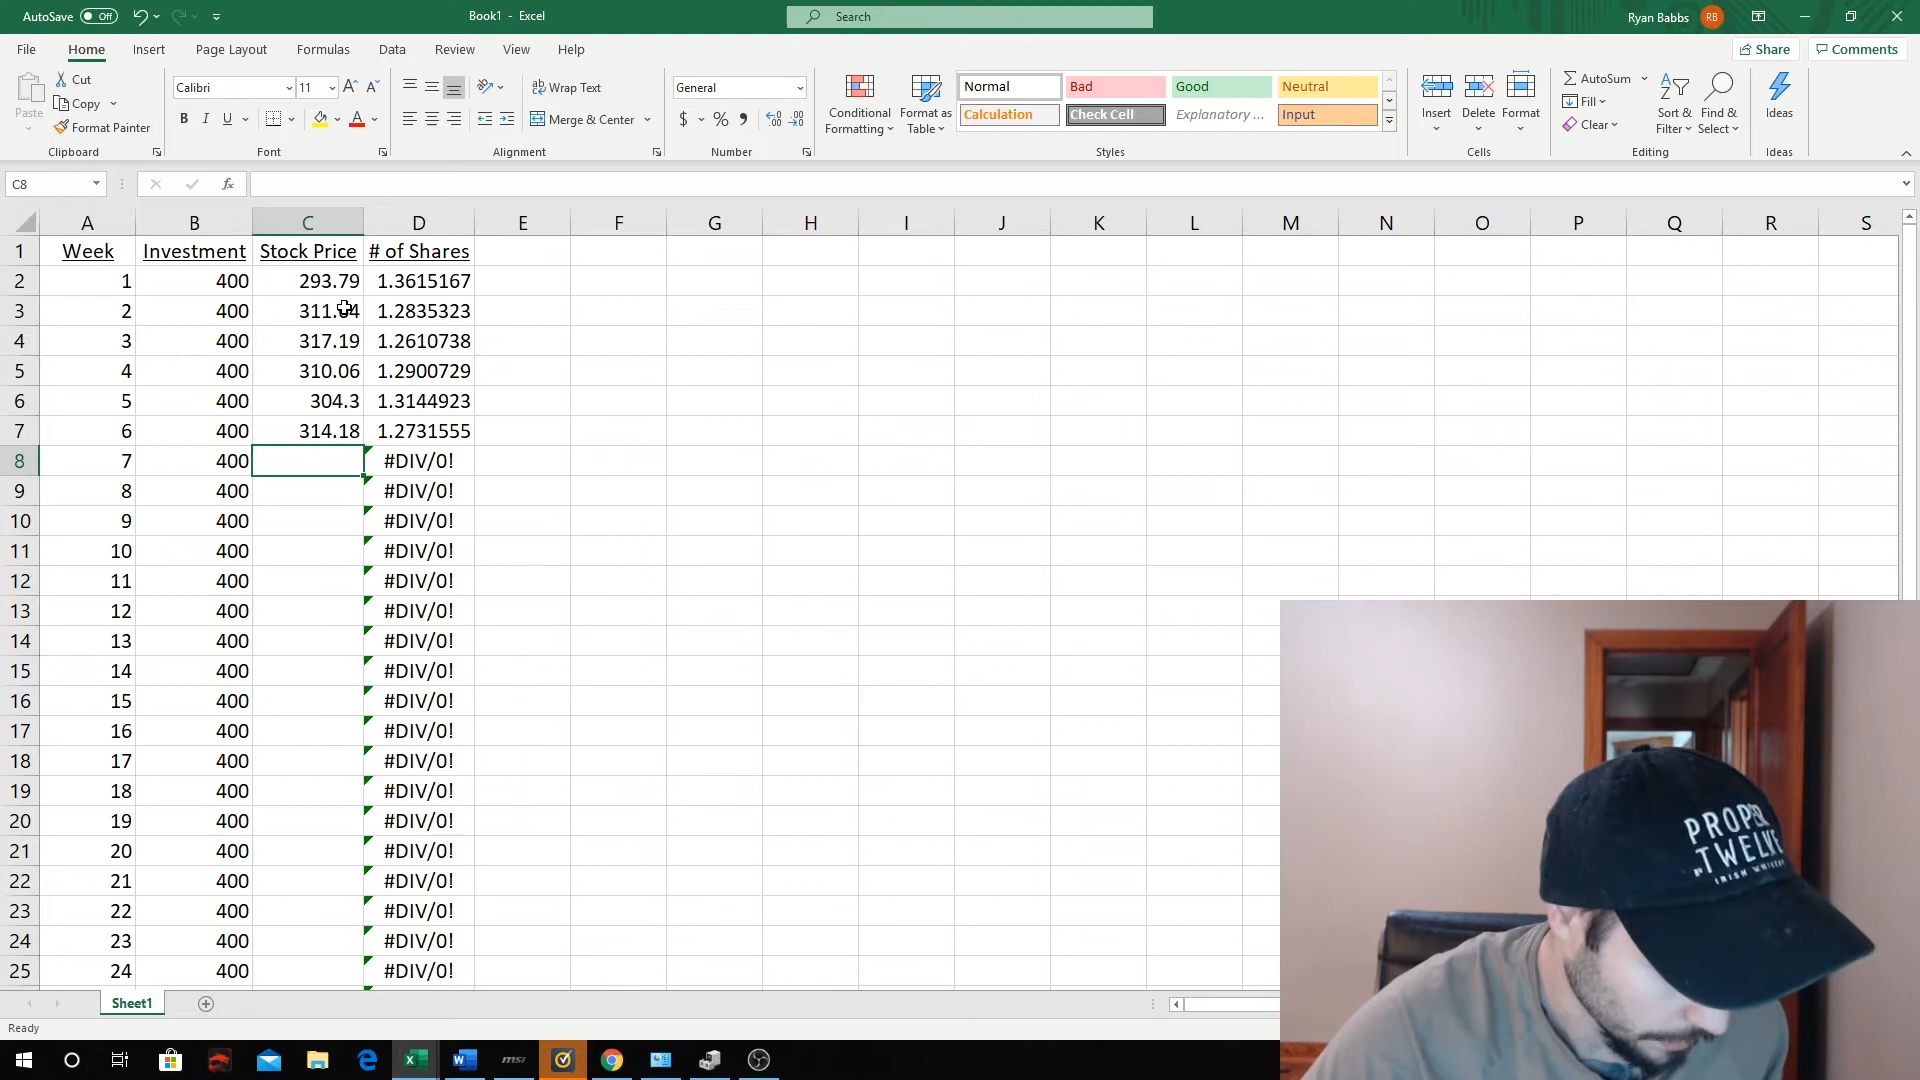 AutoSave Off Book1 - Excel Search Ryan Babbs RB
File Home Insert Page Layout Formulas Data Review View Help Share Comments
Paste Cut Copy Format Painter
Calibri 11 A A Wrap Text General
B I U A Merge & Center $ % 9
Conditional Formatting Format as Table
Normal Bad Good Neutral
Calculation Check Cell Explanatory ... Input
Insert Delete Format AutoSum Fill Clear Sort & Filter Find & Select Ideas
Clipboard Font Alignment Number Styles Cells Editing Ideas
C8 fx
A B C D E F G H I J K L M N O P Q R S
1 Week Investment Stock Price # of Shares
2 1 400 293.79 1.3615167
3 2 400 1.2835323
4 3 400 317.19 1.2610738
5 4 400 310.06 1.2900729
6 5 400 304.3 1.3144923
7 6 400 314.18 1.2731555
8 7 400 #DIV/0!
9 8 400 #DIV/0!
10 9 400 #DIV/0!
11 10 400 #DIV/0!
12 11 400 #DIV/0!
13 12 400 #DIV/0!
14 13 400 #DIV/0!
15 14 400 #DIV/0!
16 15 400 #DIV/0!
17 16 400 #DIV/0!
18 17 400 #DIV/0!
19 18 400 #DIV/0!
20 19 400 #DIV/0!
21 20 400 #DIV/0!
22 21 400 #DIV/0!
23 22 400 #DIV/0!
24 23 400 #DIV/0!
25 24 400 #DIV/0!
Sheet1
Ready
msi
PROPER
TWELVE
IRISH